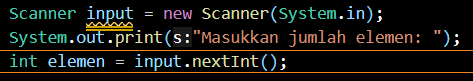 Scanner input = new Scanner(System.in);
System.out.print(s:"Masukkan jumlah elemen: ");
int elemen = input.nextInt();